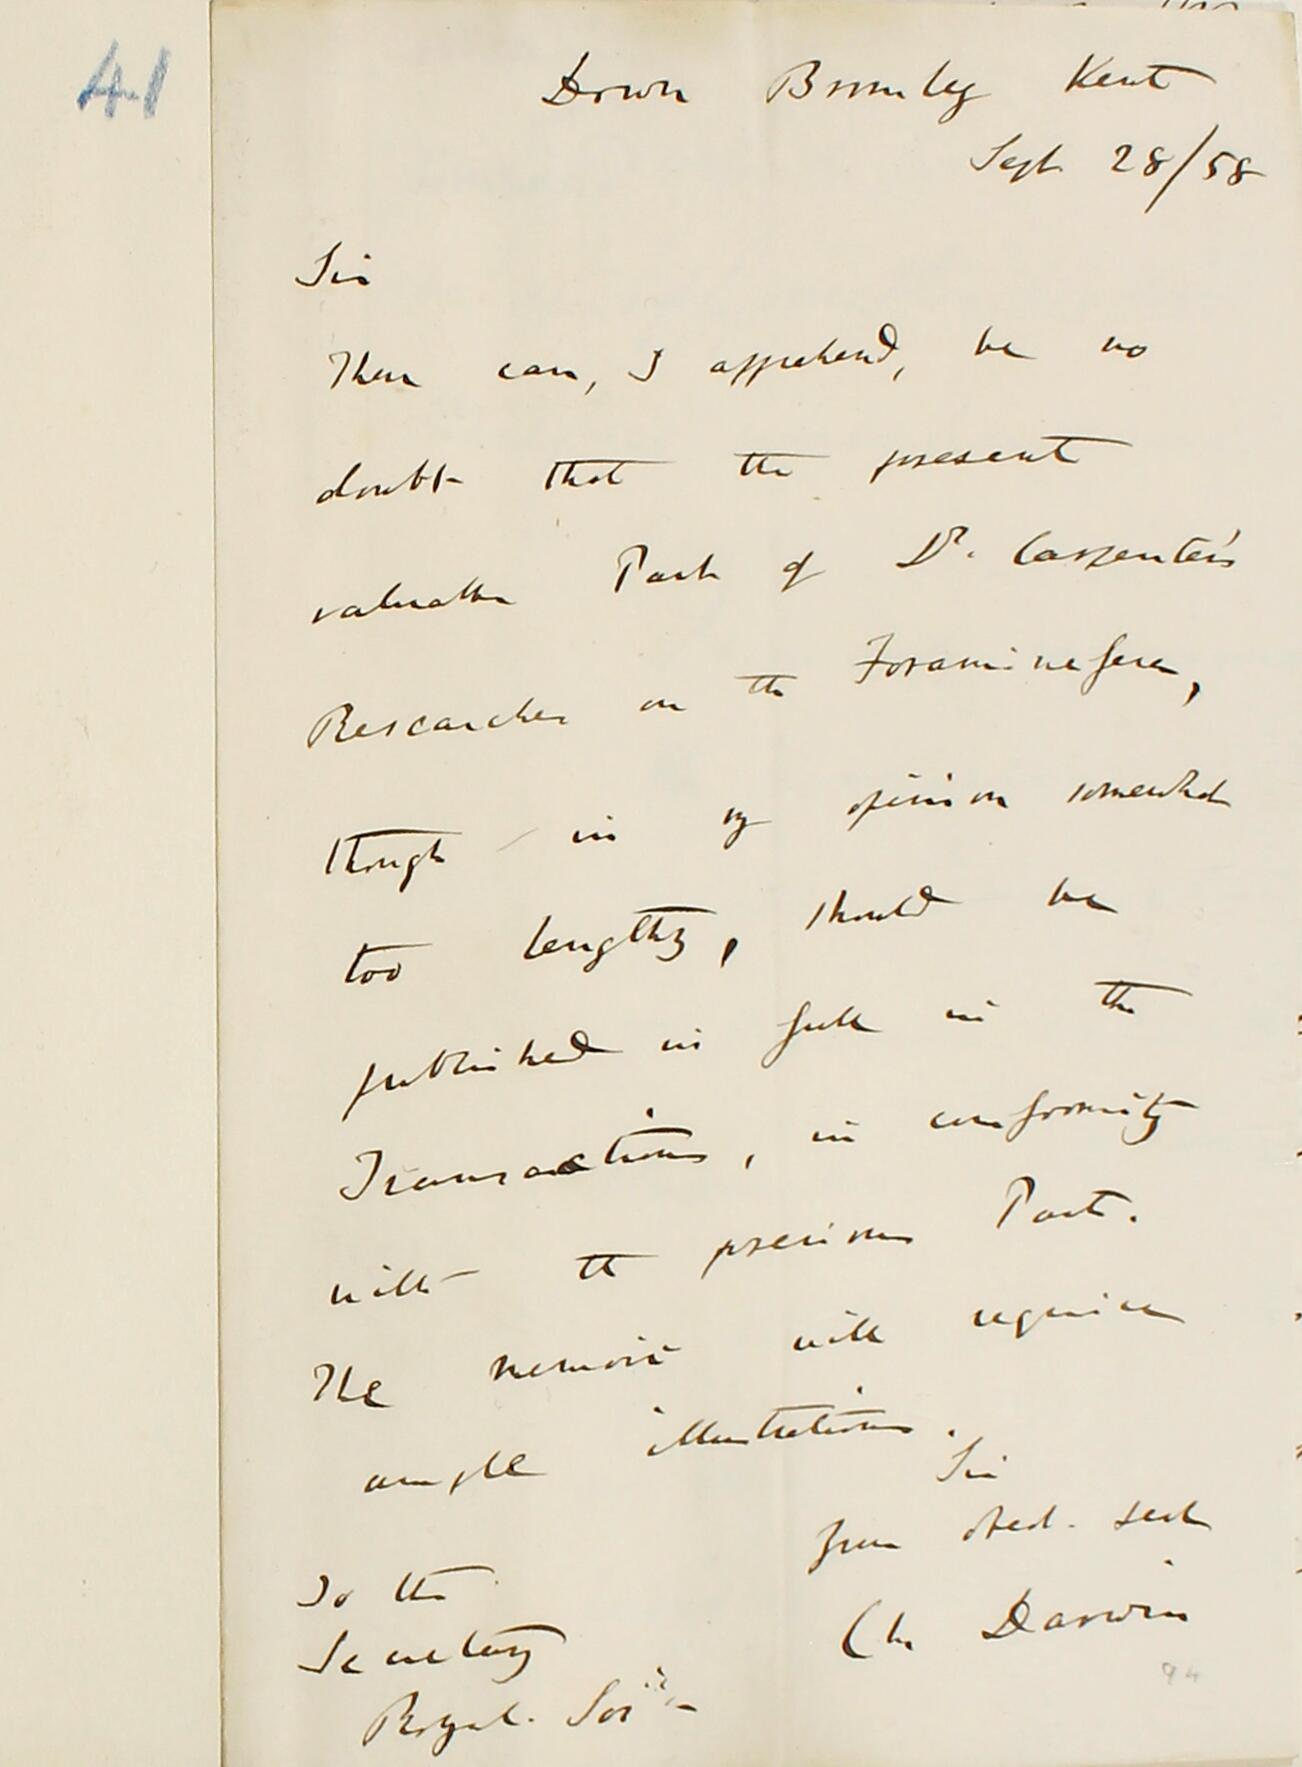 41
Down Bromley Kent
Sept. 28/58
Sir
There can, I apprehend, be no
doubt that the present
valuable Part of Dr. Carpenter's
Researches on the Foraminefera,
though in my opinion somewhat
too lengthy, should be
published in full in the
Transactions, in conformity
with the previous Part.
The memoir will require
ample illustrations.
Sir
Your obed. servt
Ch Darwin
To the
Secretary
Royal. Socy
94